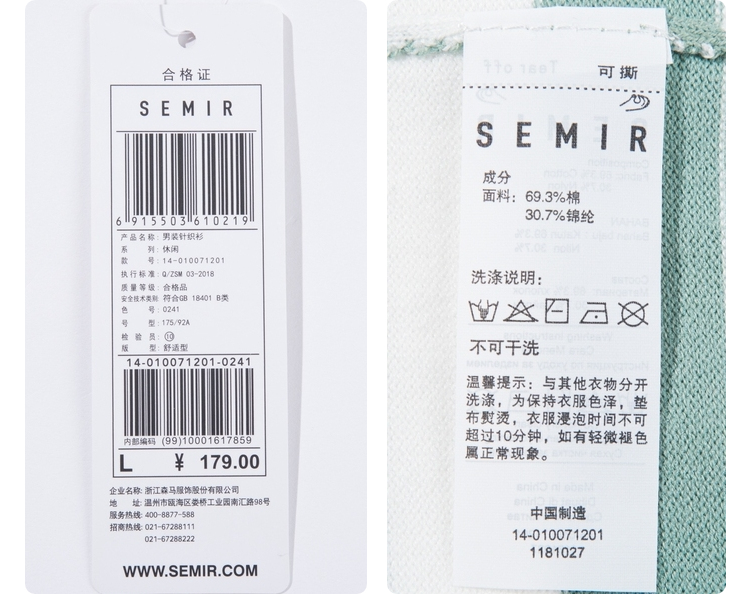 合格证
SEMIR
6 915503 610219
产品名称: 男装针织衫
系 列: 休闲
款 号: 14-010071201
执行标准: Q/ZSM 03-2018
质量等级: 合格品
安全技术类别 符合GB 18401 B类
色 号: 0241
号 型: 175/92A
检 验 员: ⑩
版 型: 舒适型
14-010071201-0241
内部编码 (99)10001617859
L ¥ 179.00
企业名称: 浙江森马服饰股份有限公司
地 址: 温州市瓯海区娄桥工业园南汇路98号
服务热线: 400-8877-588
招商热线: 021-67288111
021-67288222
WWW.SEMIR.COM
可撕
SEMIR
成分
面料: 69.3%棉
30.7%锦纶
洗涤说明:
不可干洗
温馨提示: 与其他衣物分开
洗涤, 为保持衣服色泽, 垫
布熨烫, 衣服浸泡时间不可
超过10分钟, 如有轻微褪色
属正常现象。
中国制造
14-010071201
1181027